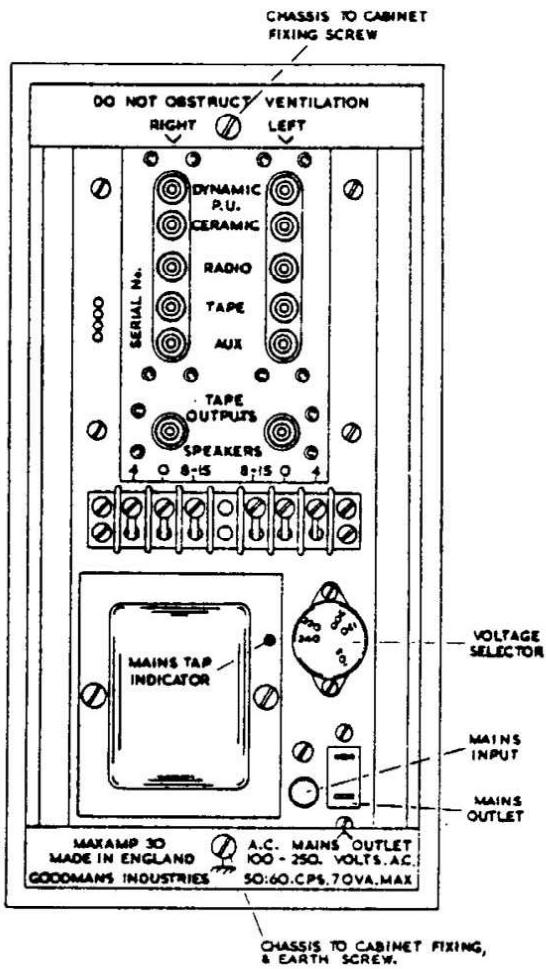 CHASSIS TO CABINET
FIXING SCREW
DO NOT OBSTRUCT VENTILATION
RIGHT LEFT
DYNAMIC
P.U.
CERAMIC
RADIO
TAPE
AUX
SERIAL No.
TAPE
OUTPUTS
SPEAKERS
4 0 8-15 8-15 0 4
MAINS TAP
INDICATOR
VOLTAGE
SELECTOR
MAINS
INPUT
MAINS
OUTLET
MAXAMP 30
MADE IN ENGLAND
GOODMANS INDUSTRIES
A.C. MAINS OUTLET
100 - 250. VOLTS. A.C.
50:60. CPS. 70VA. MAX
CHASSIS TO CABINET FIXING,
& EARTH SCREW.